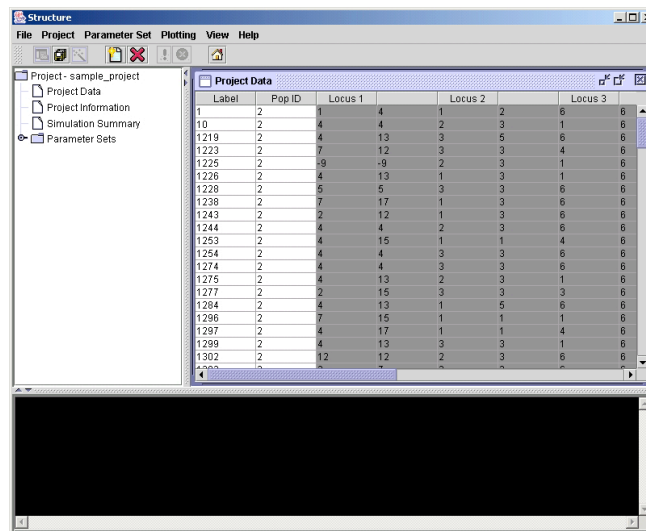 Structure
File Project Parameter Set Plotting View Help
Project - sample_project
Project Data
Project Information
Simulation Summary
Parameter Sets
Project Data
Label Pop ID Locus 1 Locus 2 Locus 3
1 2 1 4 1 2 6 6
10 2 4 4 2 3 1 6
1219 2 4 13 3 5 6 6
1223 2 7 12 3 3 4 6
1225 2 -9 -9 2 3 1 6
1226 2 4 13 1 3 1 6
1228 2 5 5 3 3 6 6
1238 2 7 17 1 3 6 6
1243 2 2 12 1 3 6 6
1244 2 4 4 2 3 6 6
1253 2 4 15 1 1 4 6
1254 2 4 4 3 3 6 6
1274 2 4 4 3 3 6 6
1275 2 4 13 2 3 1 6
1277 2 2 15 3 3 3 6
1284 2 4 13 1 5 6 6
1296 2 7 15 1 1 1 6
1297 2 4 17 1 1 4 6
1299 2 4 13 3 3 1 6
1302 2 12 12 2 3 6 6